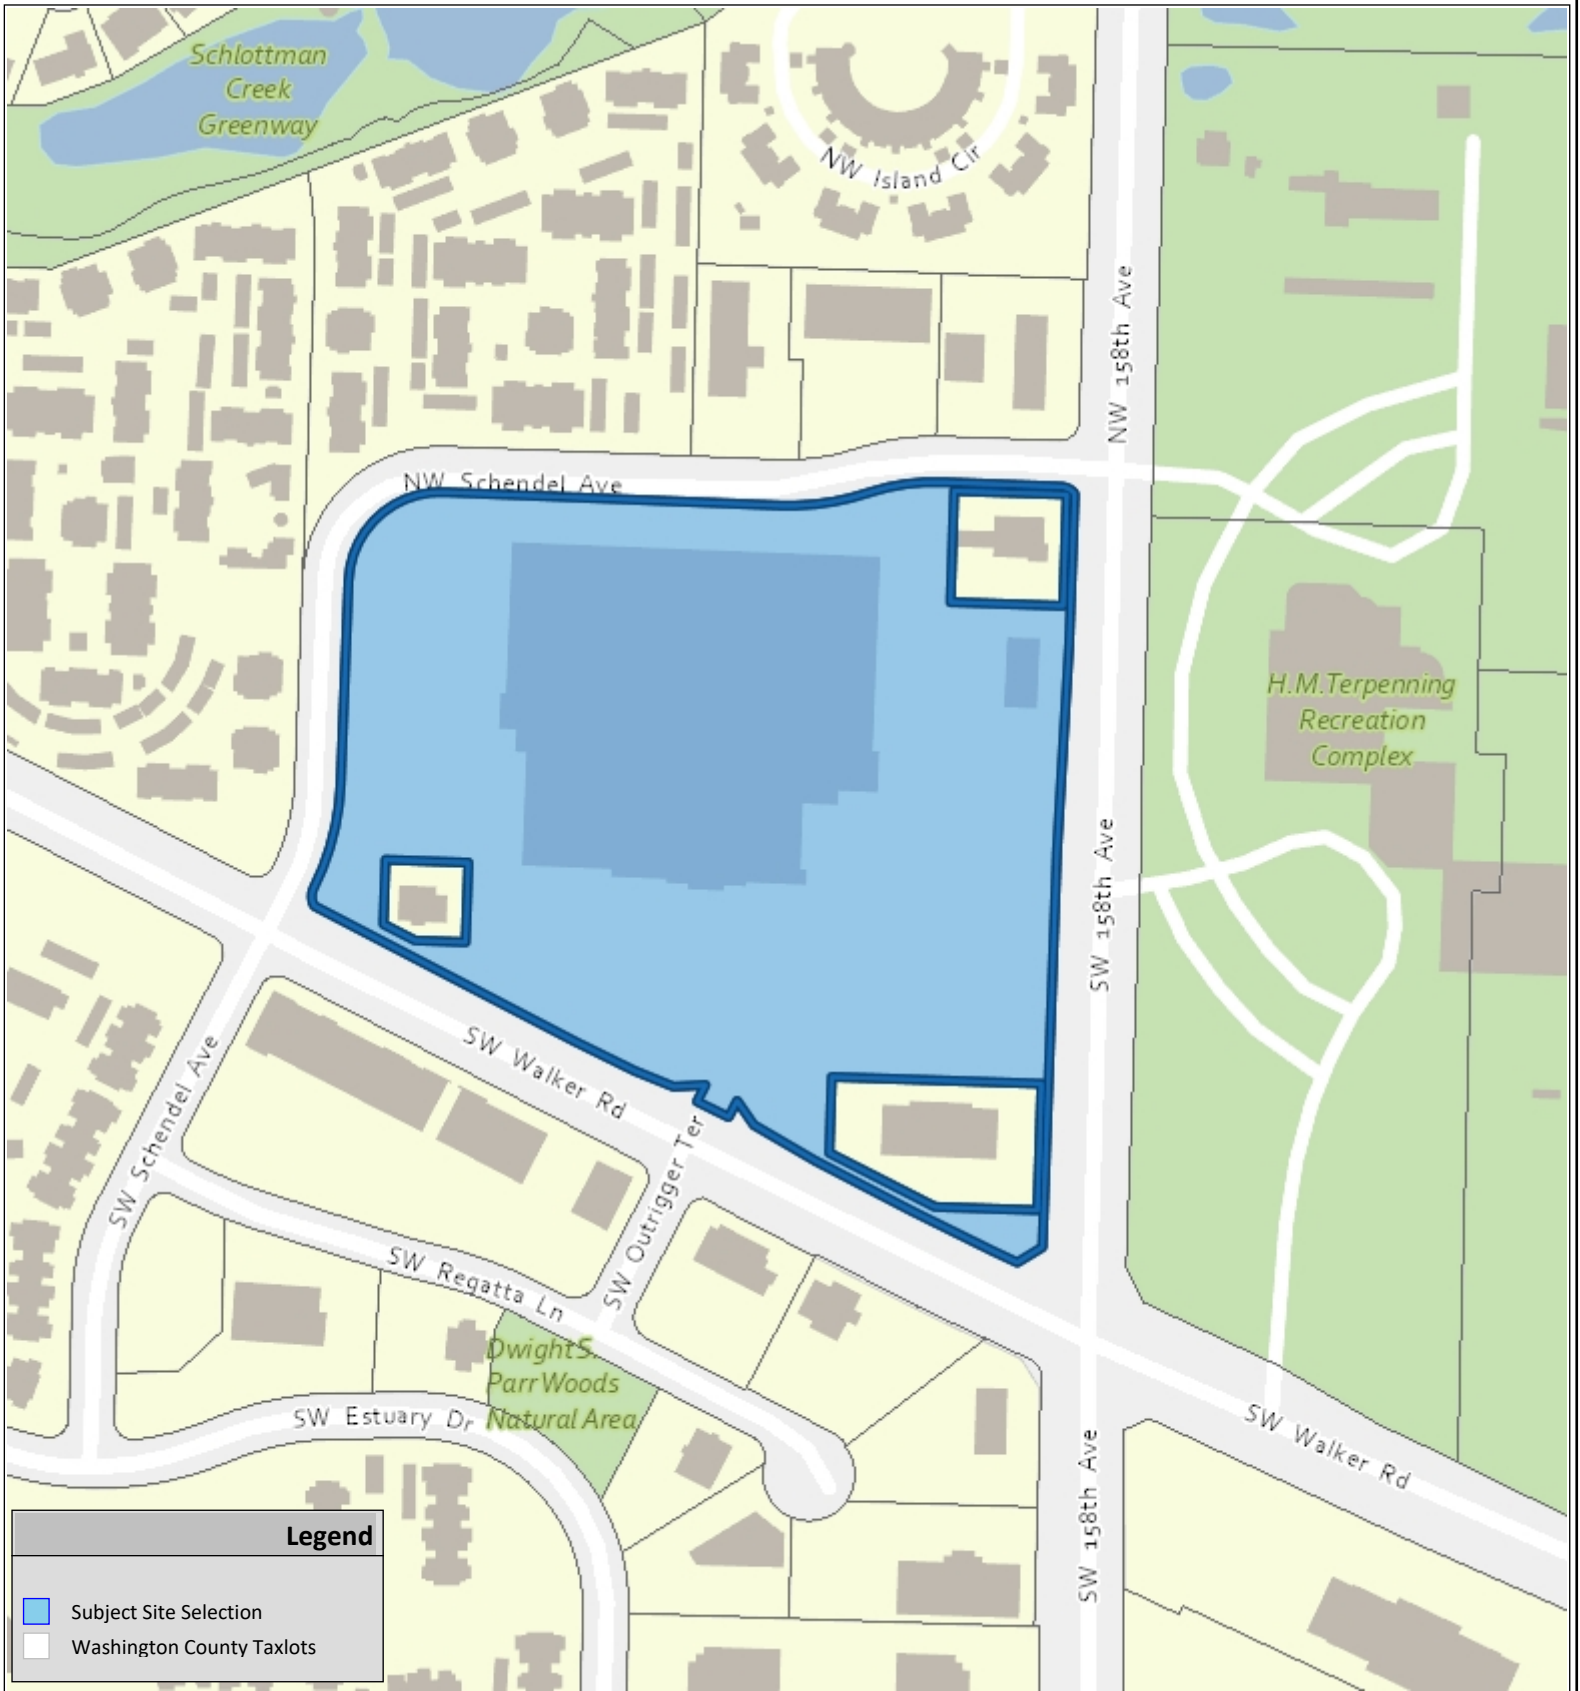 Schlottman
Creek
Greenway
NW Island Cir
NW 158th Ave
NW Schendel Ave
H.M.Terpenning
Recreation
Complex
SW 158th Ave
SW Walker Rd
SW Schendel Ave
SW Outrigger Ter
SW Regatta Ln
Dwight S.
Parr Woods
Natural Area
SW Estuary Dr
SW Walker Rd
SW 158th Ave
Legend
Subject Site Selection
Washington County Taxlots